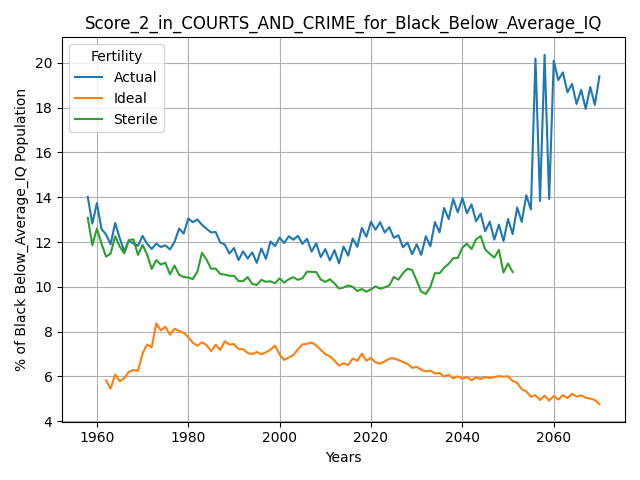 Score_2_in_COURTS_AND_CRIME_for_Black_Below_Average_IQ
Fertility
Actual
Ideal
Sterile
% of Black Below_Average_IQ Population
20
18
16
14
12
10
8
6
4
1960
1980
2000
2020
2040
2060
Years